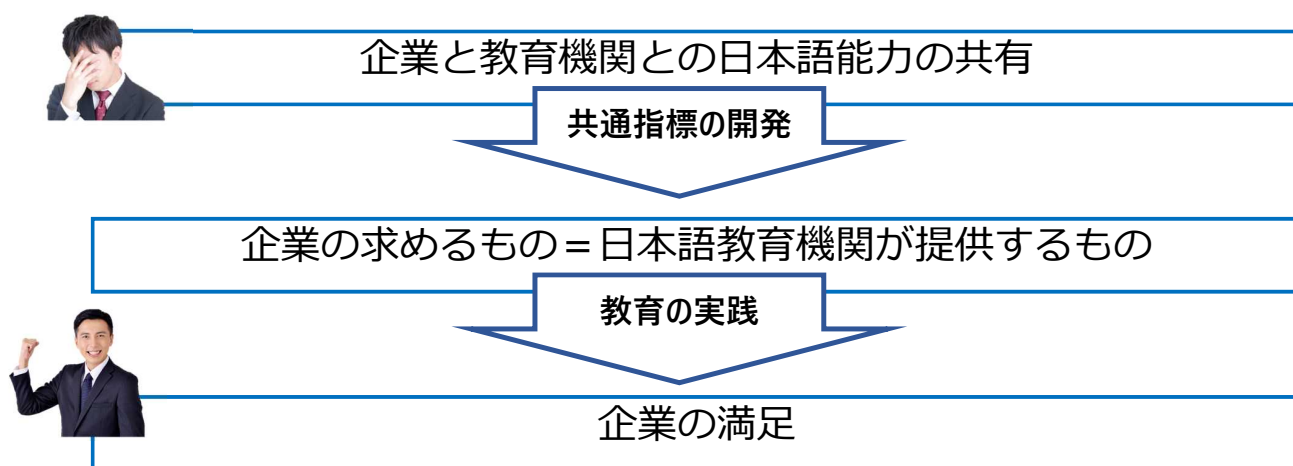 企業と教育機関との日本語能力の共有
共通指標の開発
企業の求めるもの＝日本語教育機関が提供するもの
教育の実践
企業の満足